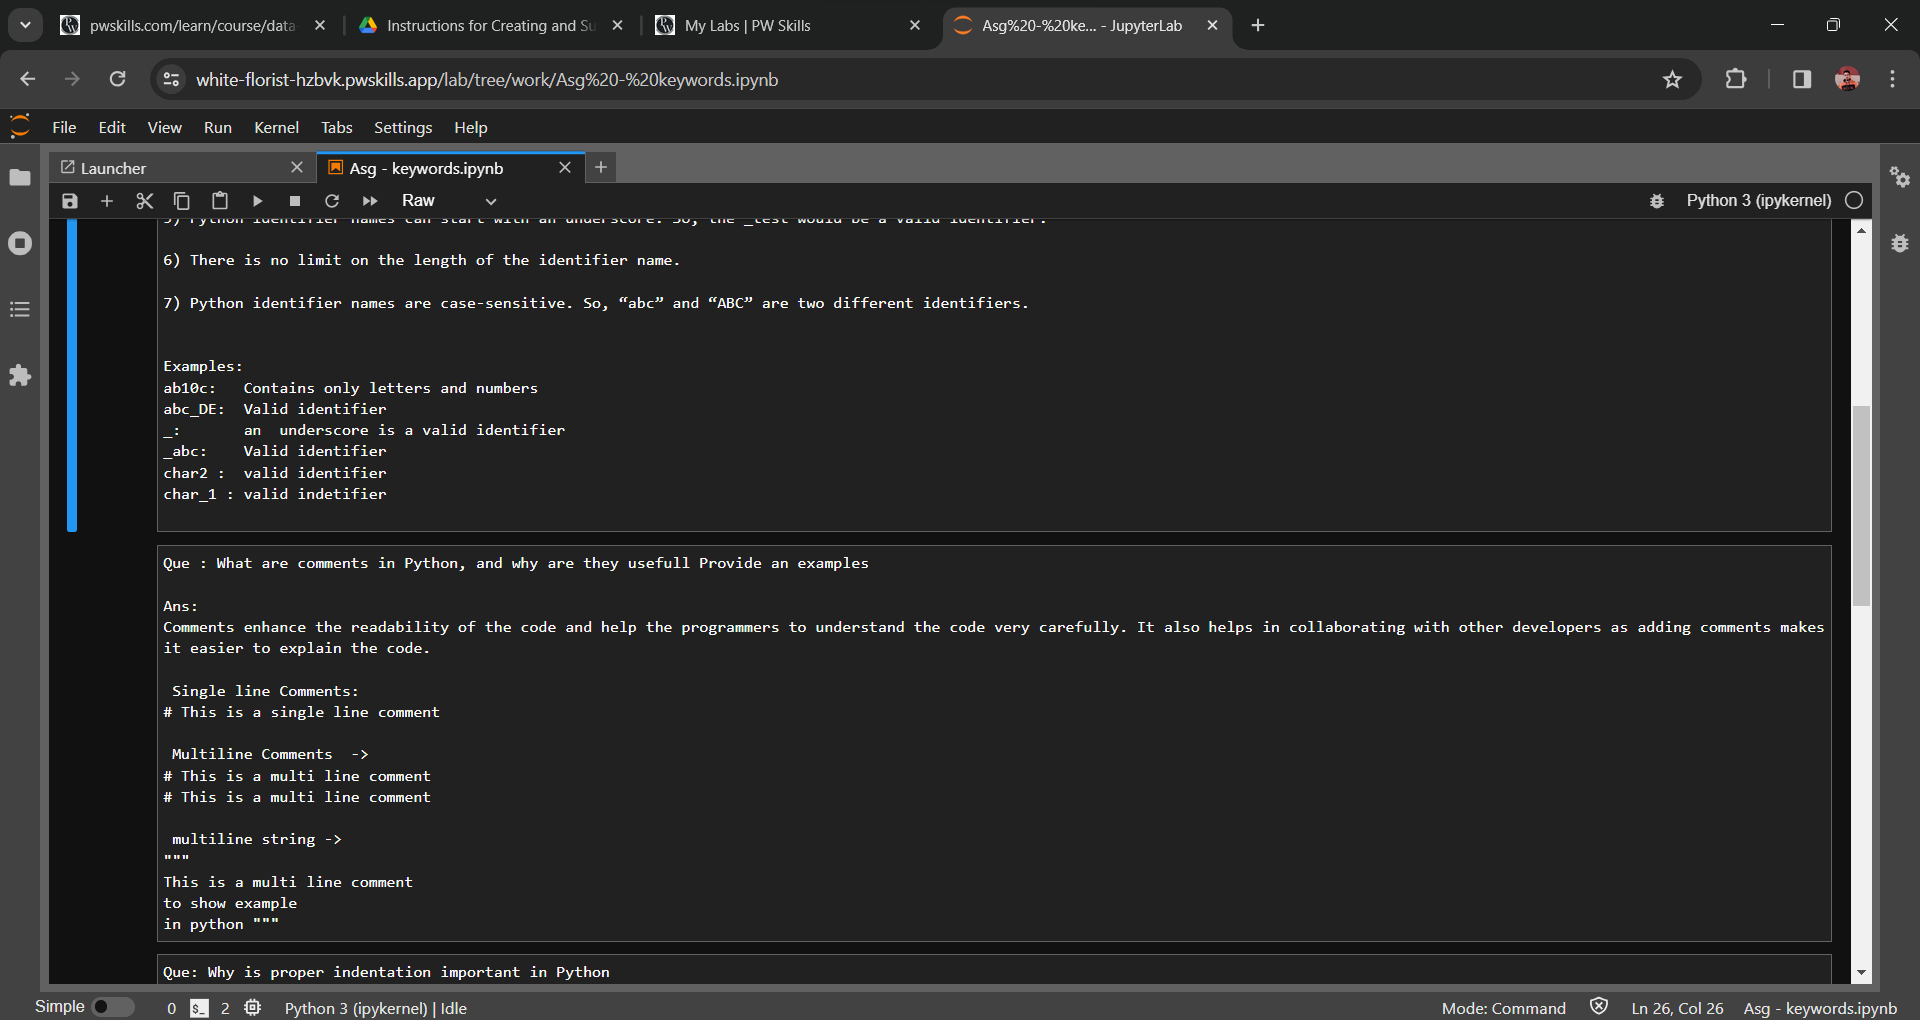 pwskills.com/learn/course/data-
Instructions for Creating and Su
My Labs | PW Skills
Asg%20-%20ke... - JupyterLab
white-florist-hzbvk.pwskills.app/lab/tree/work/Asg%20-%20keywords.ipynb
File Edit View Run Kernel Tabs Settings Help
Launcher
Asg - keywords.ipynb
Raw
Python 3 (ipykernel)
5) Python identifier names can start with an underscore. So, the _test would be a valid identifier.
6) There is no limit on the length of the identifier name.
7) Python identifier names are case-sensitive. So, “abc” and “ABC” are two different identifiers.
Examples:
ab10c: Contains only letters and numbers
abc_DE: Valid identifier
_: an underscore is a valid identifier
_abc: Valid identifier
char2 : valid identifier
char_1 : valid indetifier
Que : What are comments in Python, and why are they usefull Provide an examples
Ans:
Comments enhance the readability of the code and help the programmers to understand the code very carefully. It also helps in collaborating with other developers as adding comments makes
it easier to explain the code.
Single line Comments:
# This is a single line comment
Multiline Comments ->
# This is a multi line comment
# This is a multi line comment
multiline string ->
"""
This is a multi line comment
to show example
in python """
Que: Why is proper indentation important in Python
Simple 0 $_ 2 Python 3 (ipykernel) | Idle Mode: Command Ln 26, Col 26 Asg - keywords.ipynb